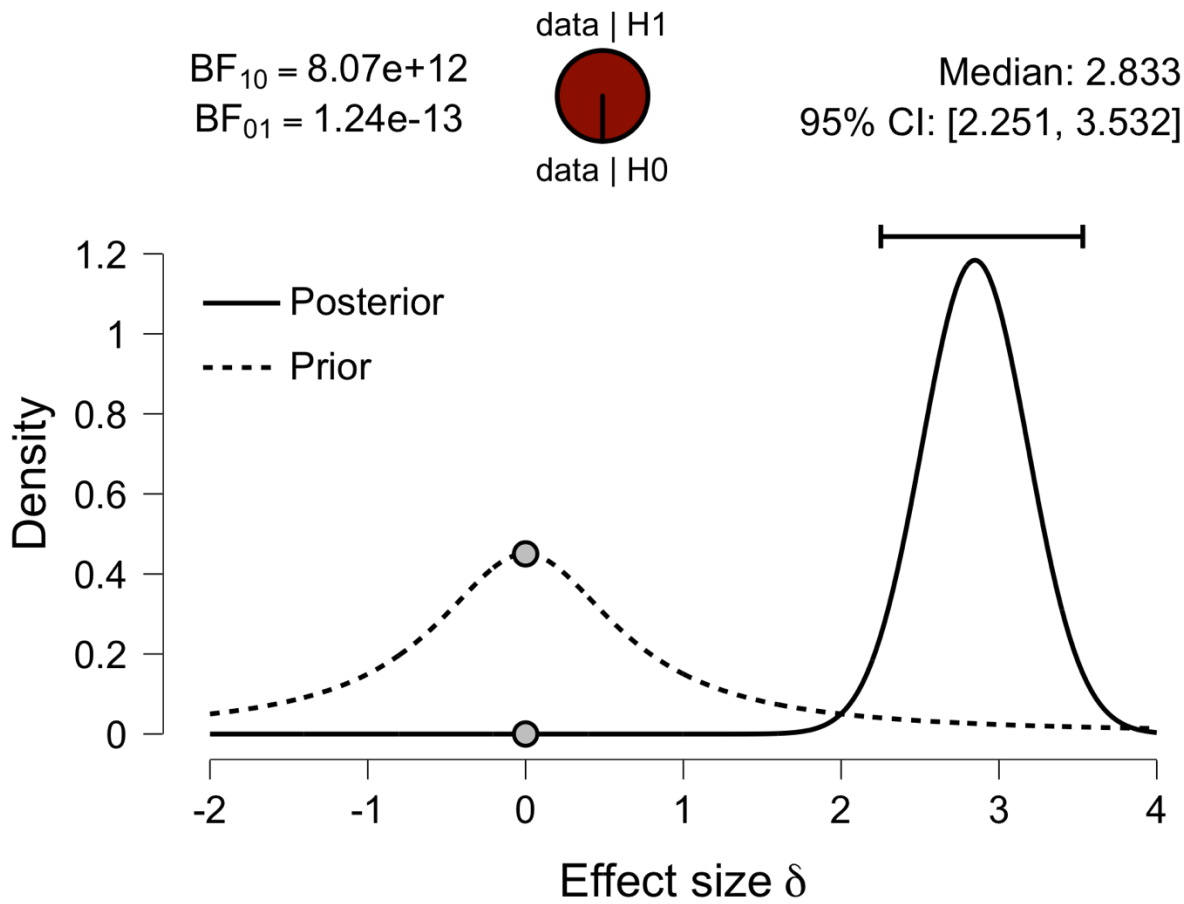 data | H1
BF₁₀ = 8.07e+12
BF₀₁ = 1.24e-13
data | H0
Median: 2.833
95% CI: [2.251, 3.532]
Posterior
Prior
Density
1.2
1
0.8
0.6
0.4
0.2
0
-2
-1
0
1
2
3
4
Effect size δ